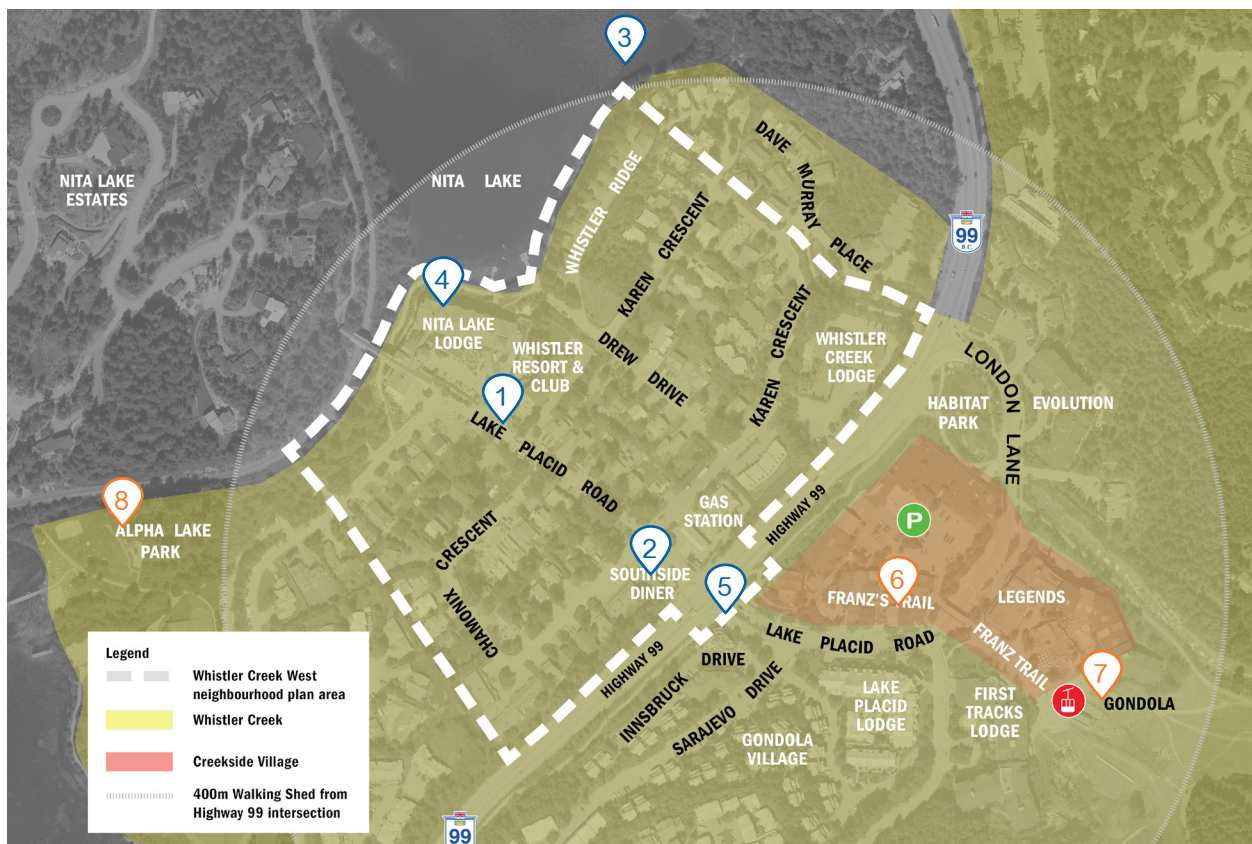 3
DAVE
MURRAY
PLACE
NITA LAKE
ESTATES
NITA LAKE
WHISTLER RIDGE
KAREN CRESCENT
99
B.C.
4
NITA LAKE
LODGE
WHISTLER
RESORT &
CLUB
DREW DRIVE
KAREN CRESCENT
WHISTLER
CREEK
LODGE
LONDON LANE
HABITAT
PARK
EVOLUTION
1
LAKE PLACID ROAD
8
ALPHA LAKE
PARK
GAS
STATION
HIGHWAY 99
P
CHAMONIX CRESCENT
2
SOUTHSIDE
DINER
5
6
FRANZ'S TRAIL
LEGENDS
LAKE PLACID ROAD
FRANZ TRAIL
7
GONDOLA
HIGHWAY 99
INNSBRUCK DRIVE
SARAJEVO DRIVE
LAKE
PLACID
LODGE
FIRST
TRACKS
LODGE
GONDOLA
VILLAGE
Legend
Whistler Creek West
neighbourhood plan area
Whistler Creek
Creekside Village
400m Walking Shed from
Highway 99 intersection
99